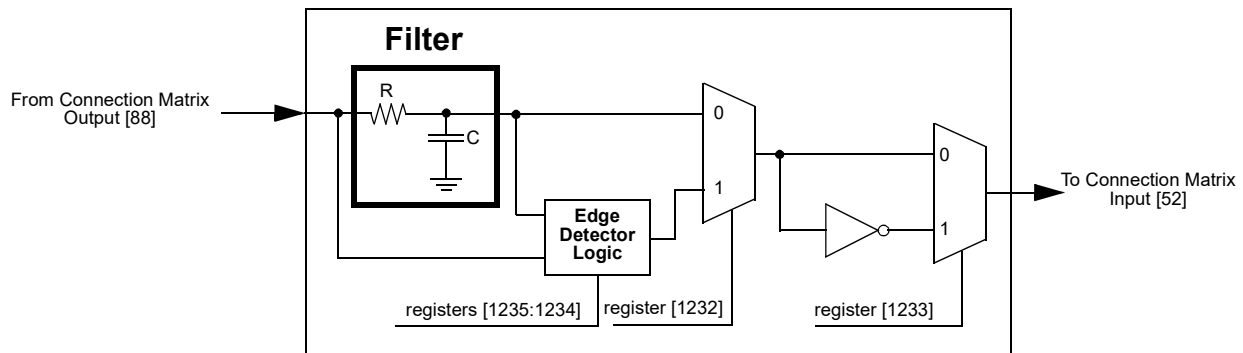 Filter
R
C
From Connection Matrix
Output [88]
0
1
Edge
Detector
Logic
0
1
To Connection Matrix
Input [52]
registers [1235:1234]
register [1232]
register [1233]